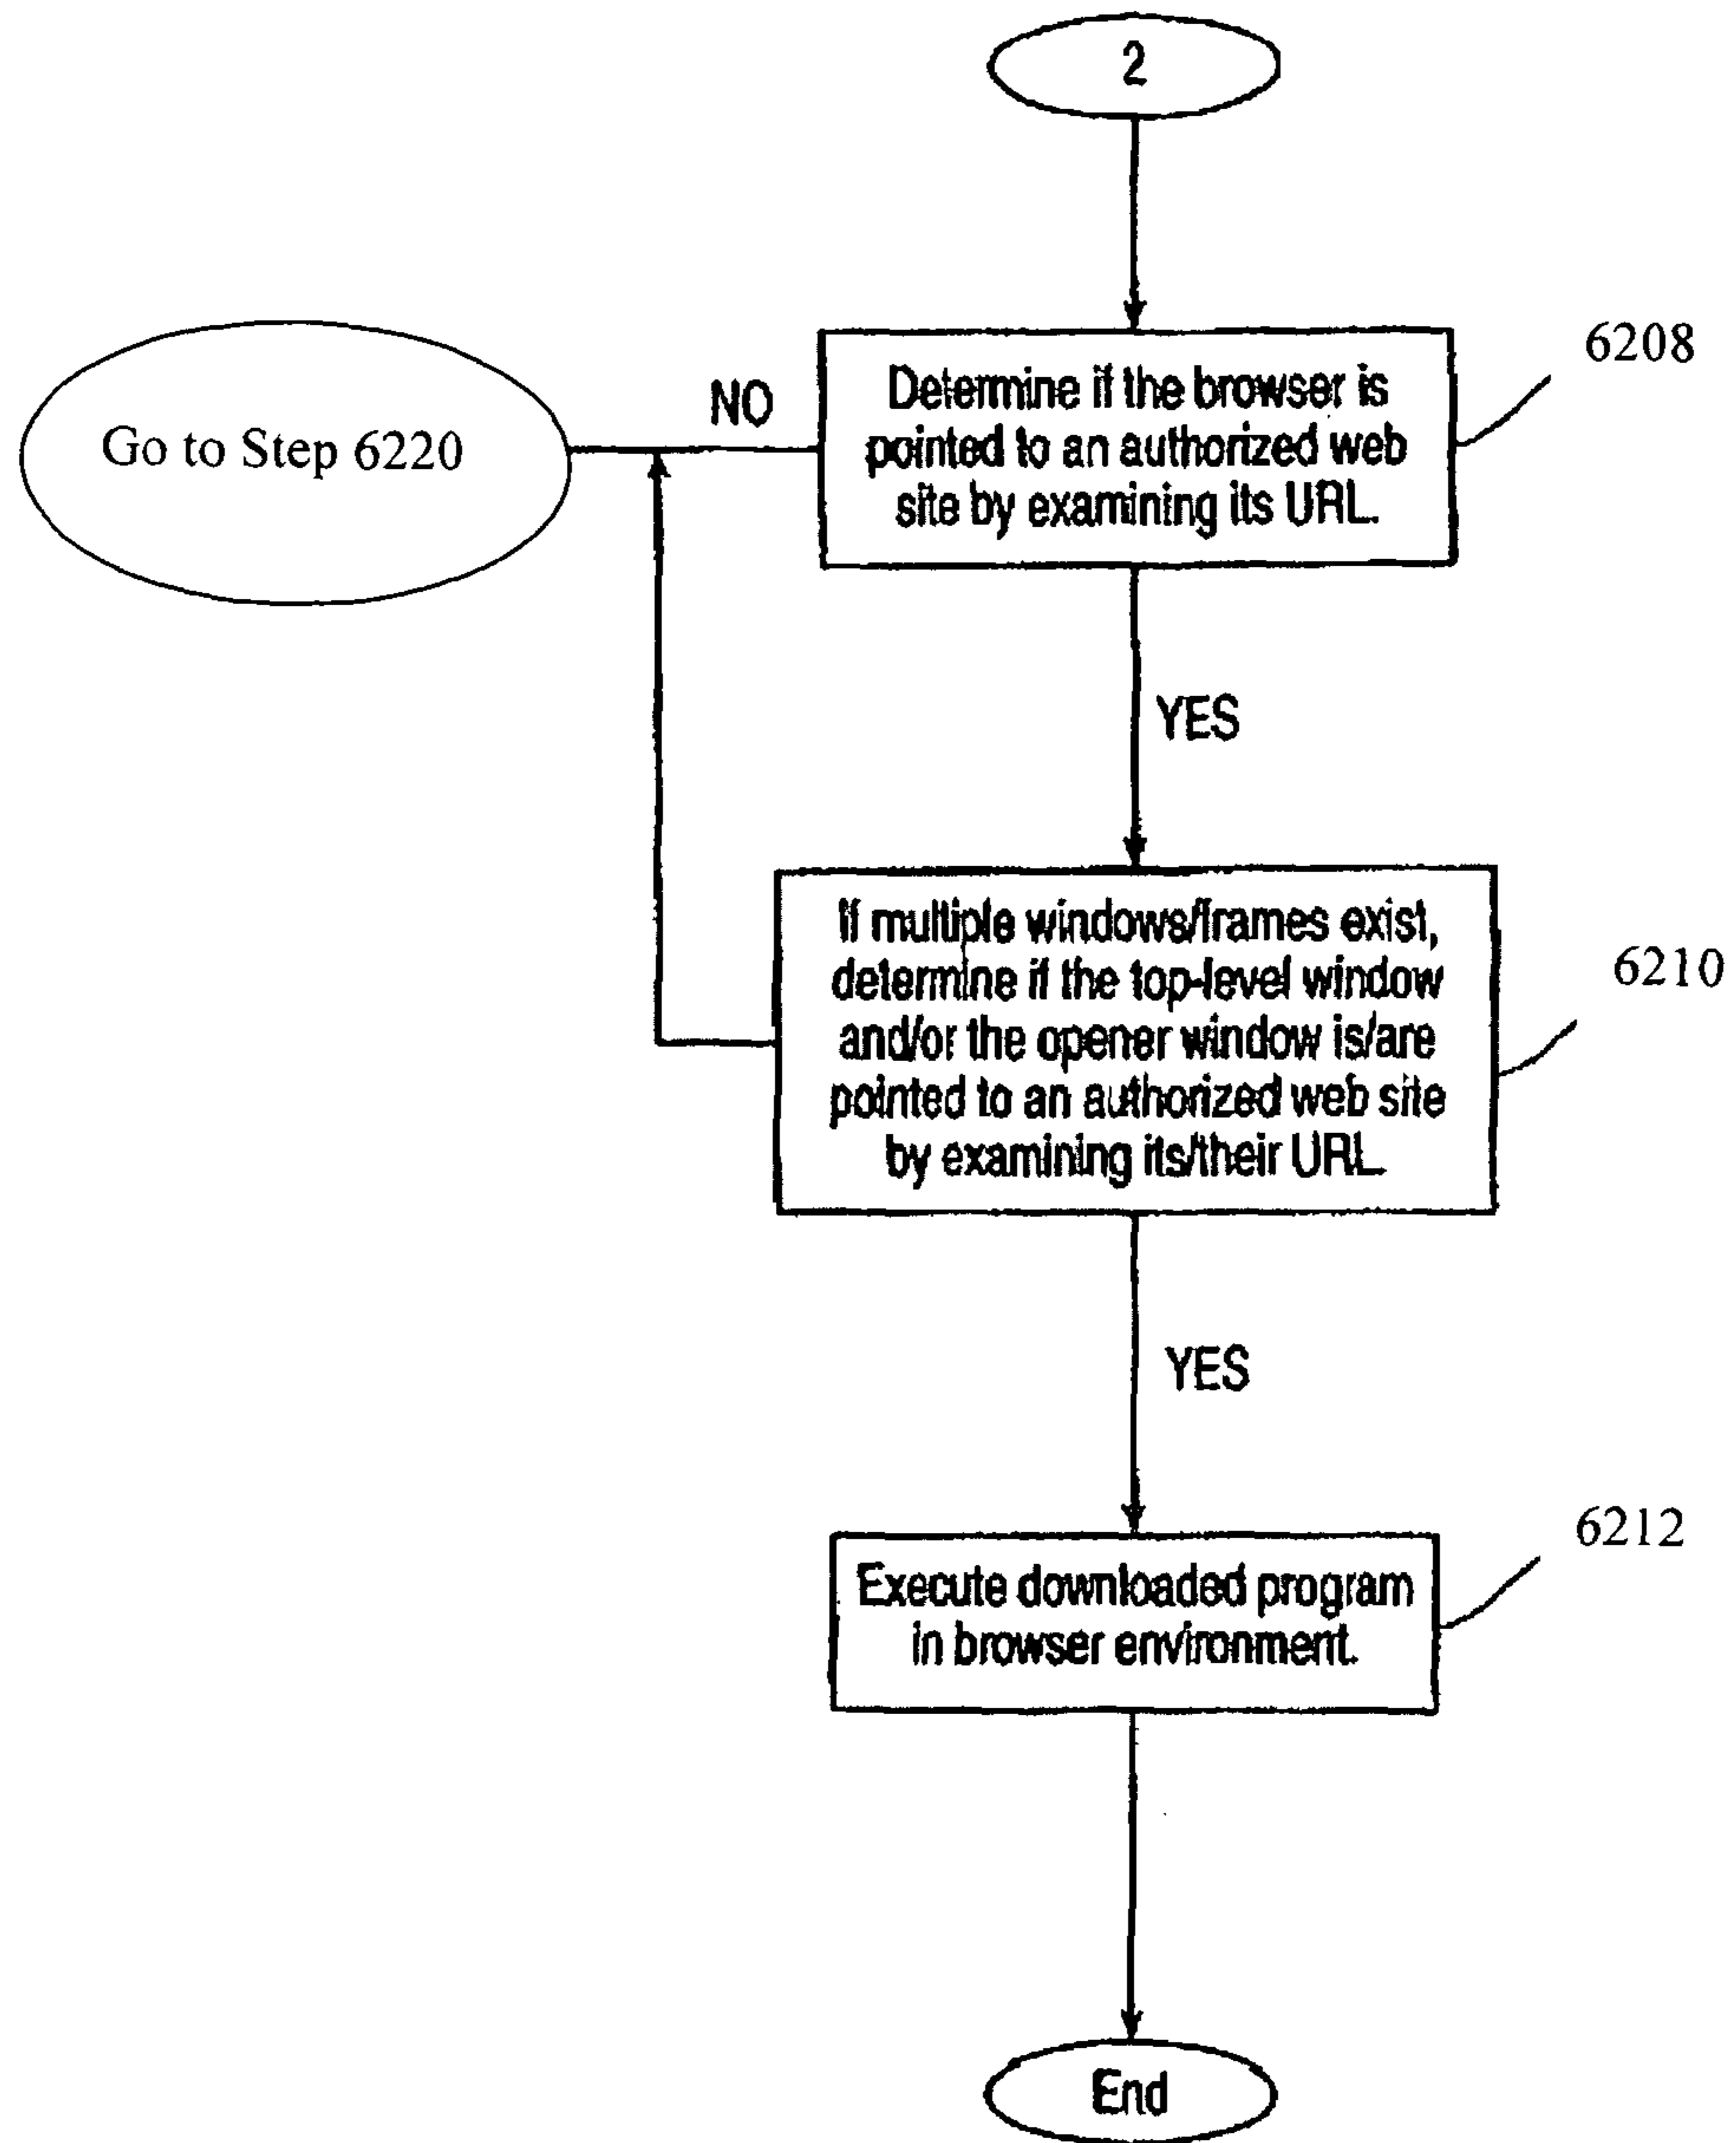 2
Determine if the browser is
pointed to an authorized web
site by examining its URL.
6208
NO
Go to Step 6220
YES
If multiple windows/frames exist,
determine if the top-level window
and/or the opener window is/are
pointed to an authorized web site
by examining its/their URL.
6210
YES
Execute downloaded program
in browser environment.
6212
End